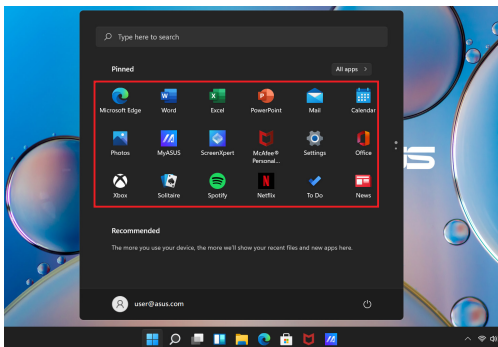 Type here to search
Pinned
All apps >
Microsoft Edge Word Excel PowerPoint Mail Calendar
Photos MyASUS ScreenXpert McAfee® Settings Office
Personal...
Xbox Solitaire Spotify Netflix To Do News
Recommended
The more you use your device, the more we'll show your recent files and new apps here.
user@asus.com